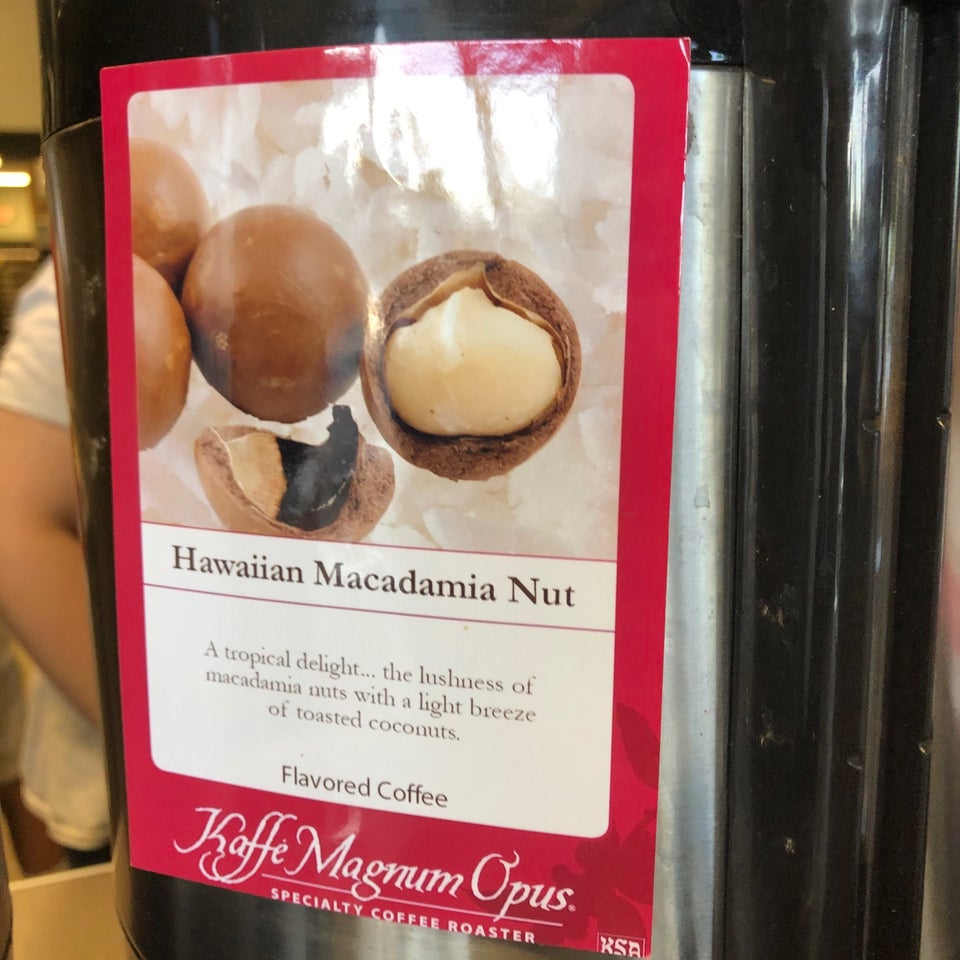 Hawaiian Macadamia Nut
A tropical delight... the lushness of
macadamia nuts with a light breeze
of toasted coconuts.
Flavored Coffee
Kaffé Magnum Opus®
SPECIALTY COFFEE ROASTER
KSA